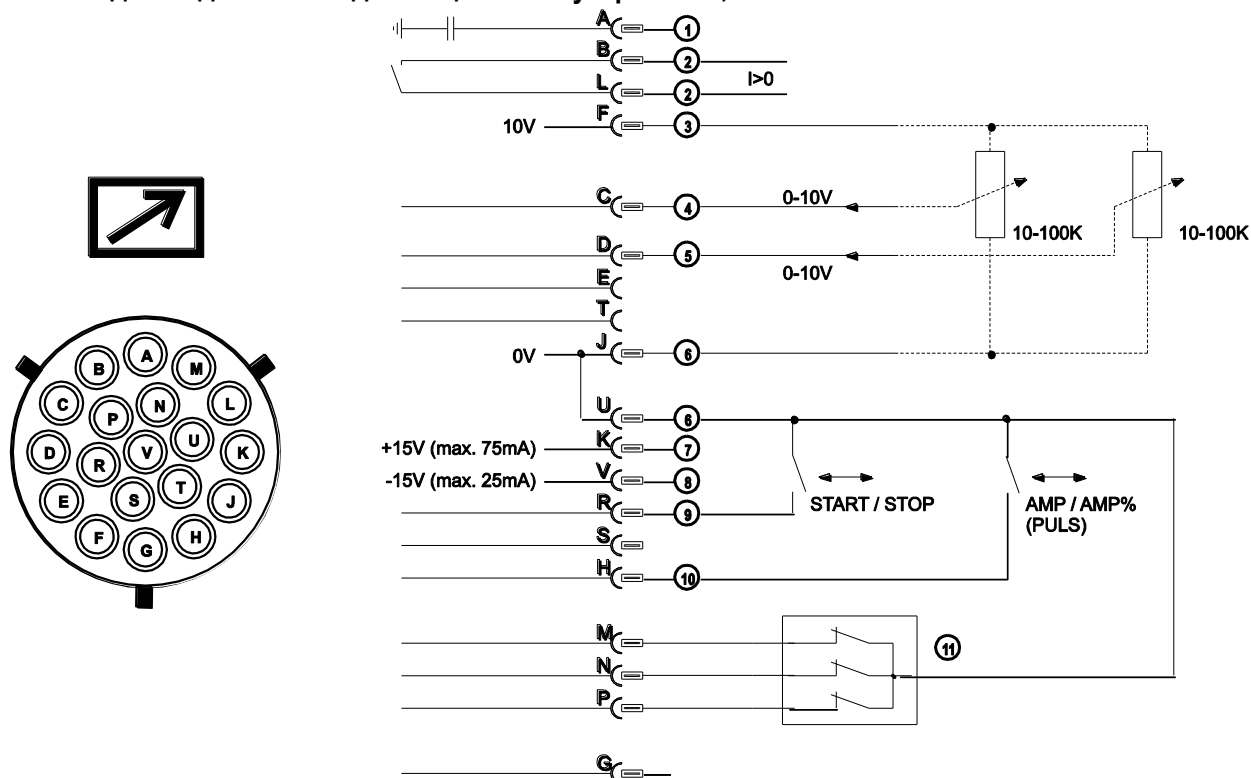 A 1
B 2
I>0
L 2
F
10V 3
C 4 0-10V
10-100K 10-100K
D 5
0-10V
E
T
J
0V 6
U 6
K
+15V (max. 75mA) 7
V
-15V (max. 25mA) 8
R 9
START / STOP
AMP / AMP%
(PULS)
S
H 10
M
11
N
P
G
A
B M
C P N L
D R V U K
E S T J
F G H